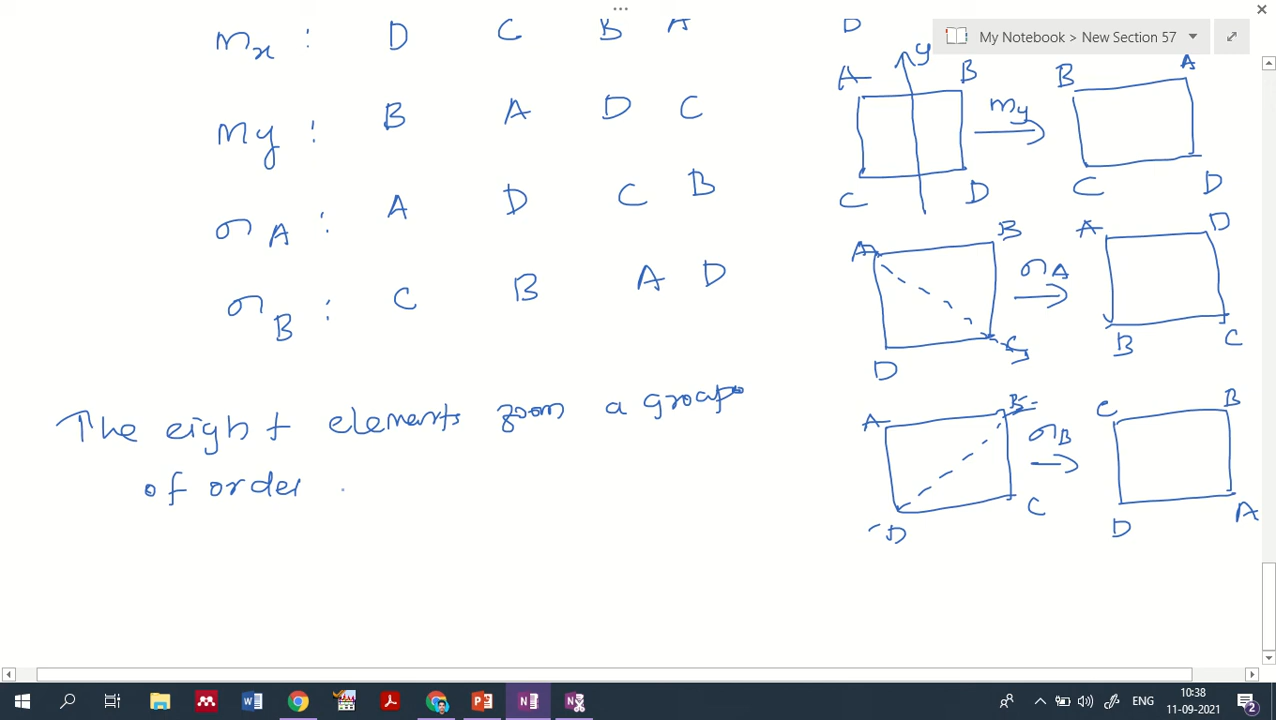 My Notebook > New Section 57
mx : D C B A
D
my : B A D C
y
A B my B A
C D C D
σA : A D C B
A B σA A D
D C B C
σB : C B A D
A B σB C B
D C D A
The eight elements form a group
of order
ENG
10:38
11-09-2021
2